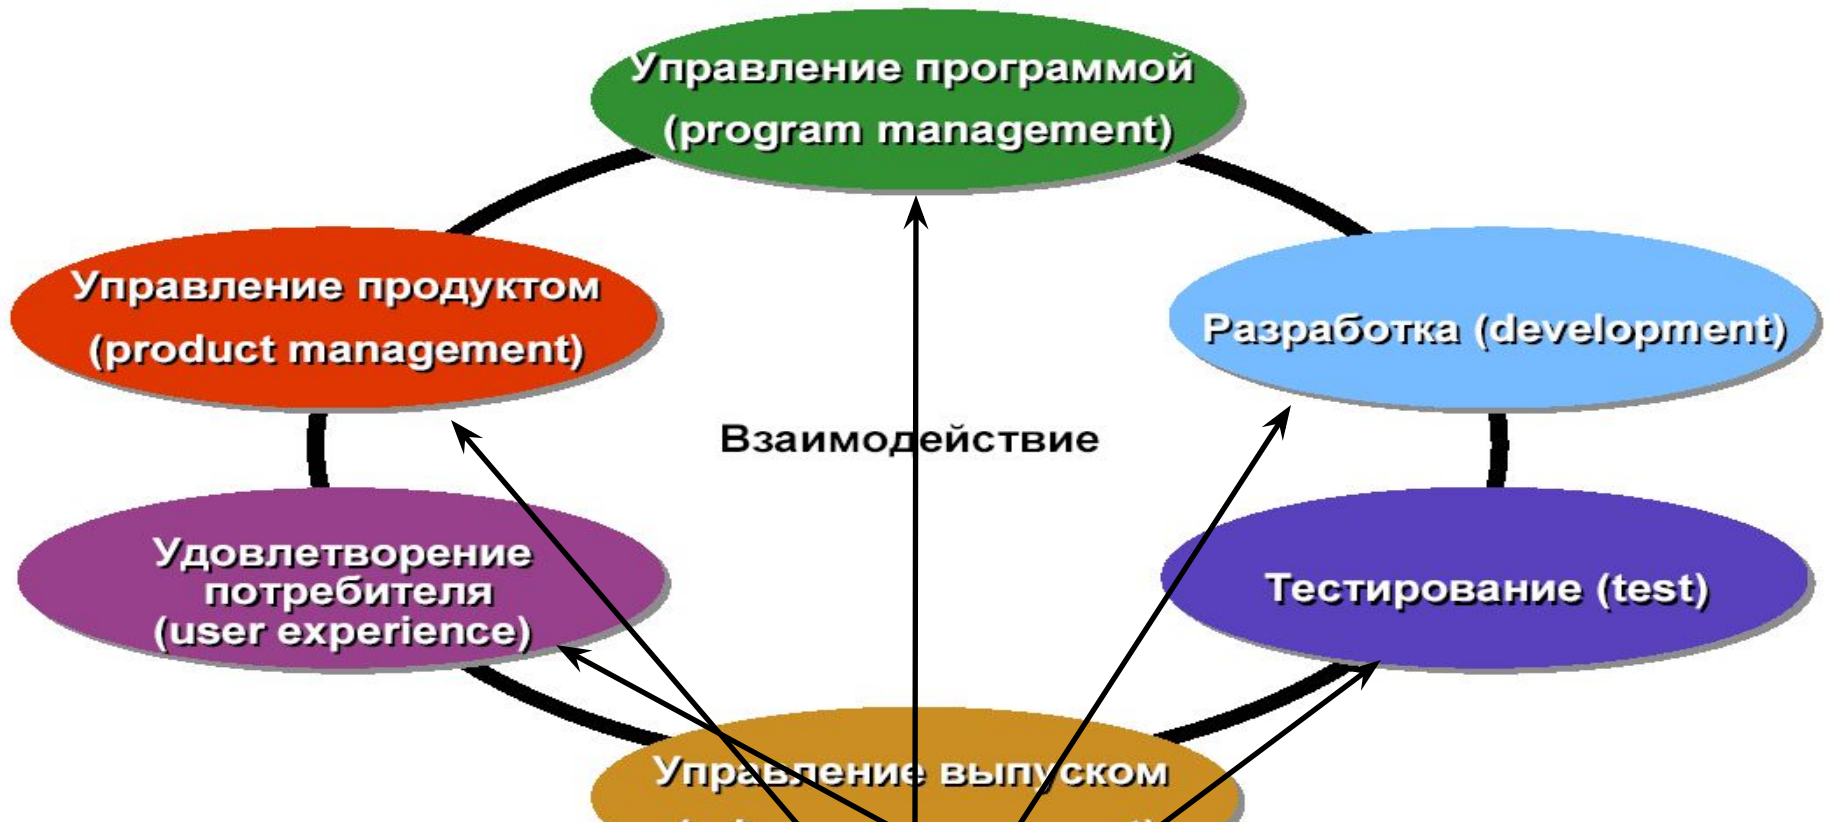 Управление программой
(program management)
Управление продуктом
(product management)
Разработка (development)
Взаимодействие
Удовлетворение
потребителя
(user experience)
Тестирование (test)
Управление выпуском